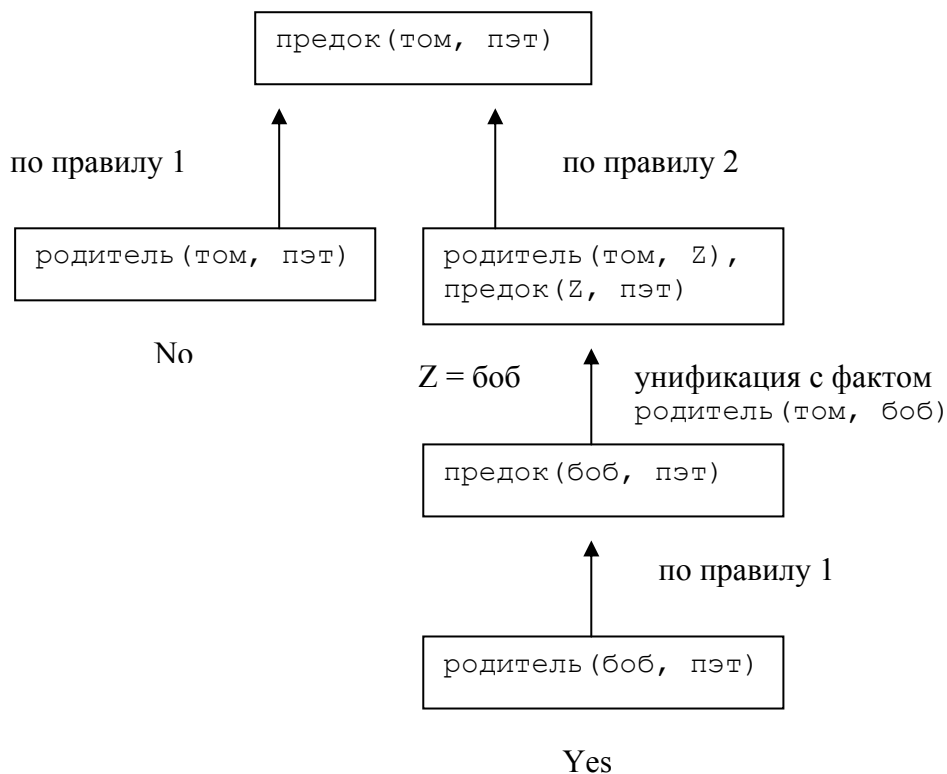 предок(том, пэт)
по правилу 1
по правилу 2
родитель(том, пэт)
родитель(том, Z),
предок(Z, пэт)
No
Z = боб
унификация с фактом
родитель(том, боб)
предок(боб, пэт)
по правилу 1
родитель(боб, пэт)
Yes